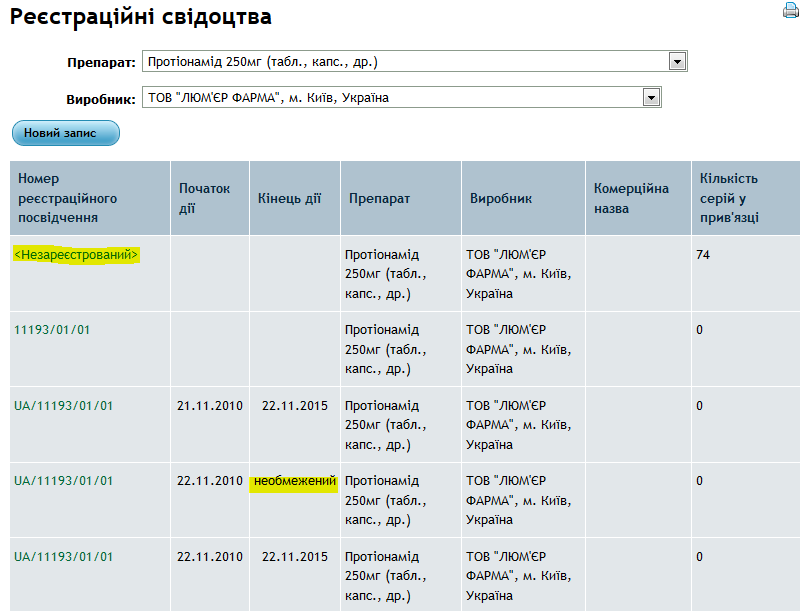 Реєстраційні свідоцтва
Препарат: Протіонамід 250мг (табл., капс., др.)
Виробник: ТОВ "ЛЮМ'ЄР ФАРМА", м. Київ, Україна
Новий запис
Номер
реєстраційного
посвідчення
Початок
дії
Кінець дії
Препарат
Виробник
Комерційна
назва
Кількість
серій у
прив'язці
<Незареєстрований>
Протіонамід
250мг (табл.,
капс., др.)
ТОВ "ЛЮМ'ЄР
ФАРМА", м. Київ,
Україна
74
11193/01/01
Протіонамід
250мг (табл.,
капс., др.)
ТОВ "ЛЮМ'ЄР
ФАРМА", м. Київ,
Україна
0
UA/11193/01/01
21.11.2010
22.11.2015
Протіонамід
250мг (табл.,
капс., др.)
ТОВ "ЛЮМ'ЄР
ФАРМА", м. Київ,
Україна
0
UA/11193/01/01
22.11.2010
необмежений
Протіонамід
250мг (табл.,
капс., др.)
ТОВ "ЛЮМ'ЄР
ФАРМА", м. Київ,
Україна
0
UA/11193/01/01
22.11.2010
22.11.2015
Протіонамід
250мг (табл.,
капс., др.)
ТОВ "ЛЮМ'ЄР
ФАРМА", м. Київ,
Україна
0